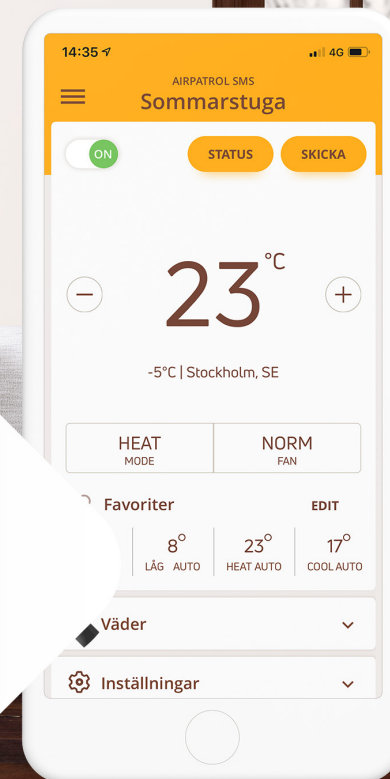 14:35 4G
AIRPATROL SMS
Sommarstuga
ON STATUS SKICKA
23°C
-5°C | Stockholm, SE
HEAT NORM
MODE FAN
Favoriter EDIT
8° 23° 17°
LÅG AUTO HEAT AUTO COOL AUTO
Väder
Inställningar